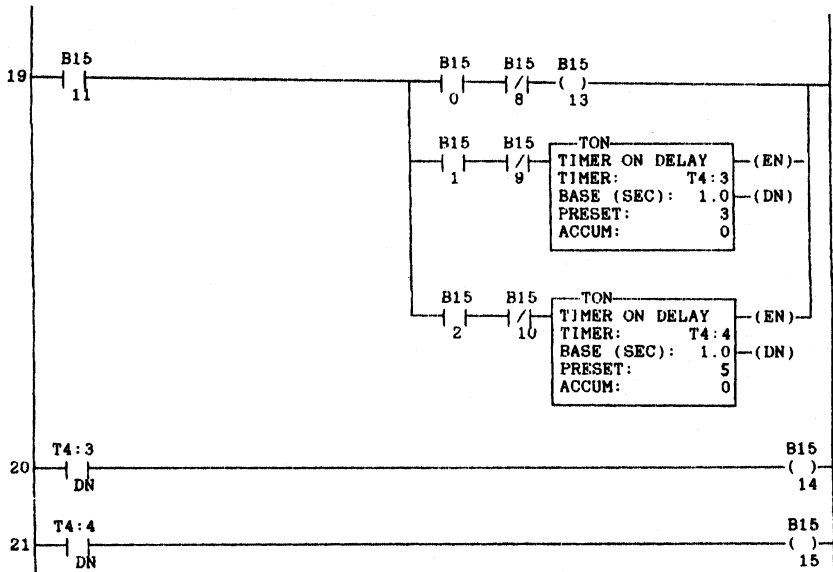 19
B15
11
B15 B15 B15
0 8 13
B15 B15
1 9
TON
TIMER ON DELAY (EN)
TIMER: T4:3
BASE (SEC): 1.0 (DN)
PRESET: 3
ACCUM: 0
B15 B15
2 10
TON
TIMER ON DELAY (EN)
TIMER: T4:4
BASE (SEC): 1.0 (DN)
PRESET: 5
ACCUM: 0
20
T4:3
DN
B15
14
21
T4:4
DN
B15
15